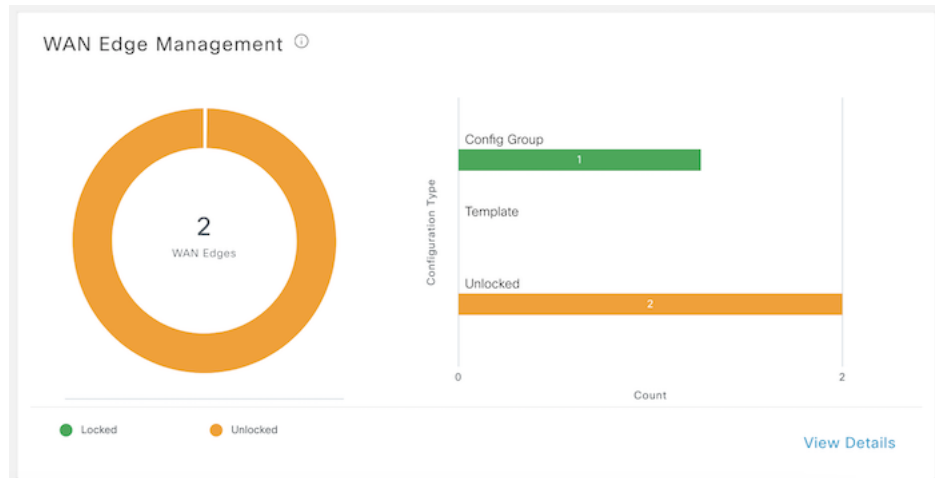 WAN Edge Management
2
WAN Edges
Locked
Unlocked
Configuration Type
Config Group
1
Template
Unlocked
2
0
2
Count
View Details